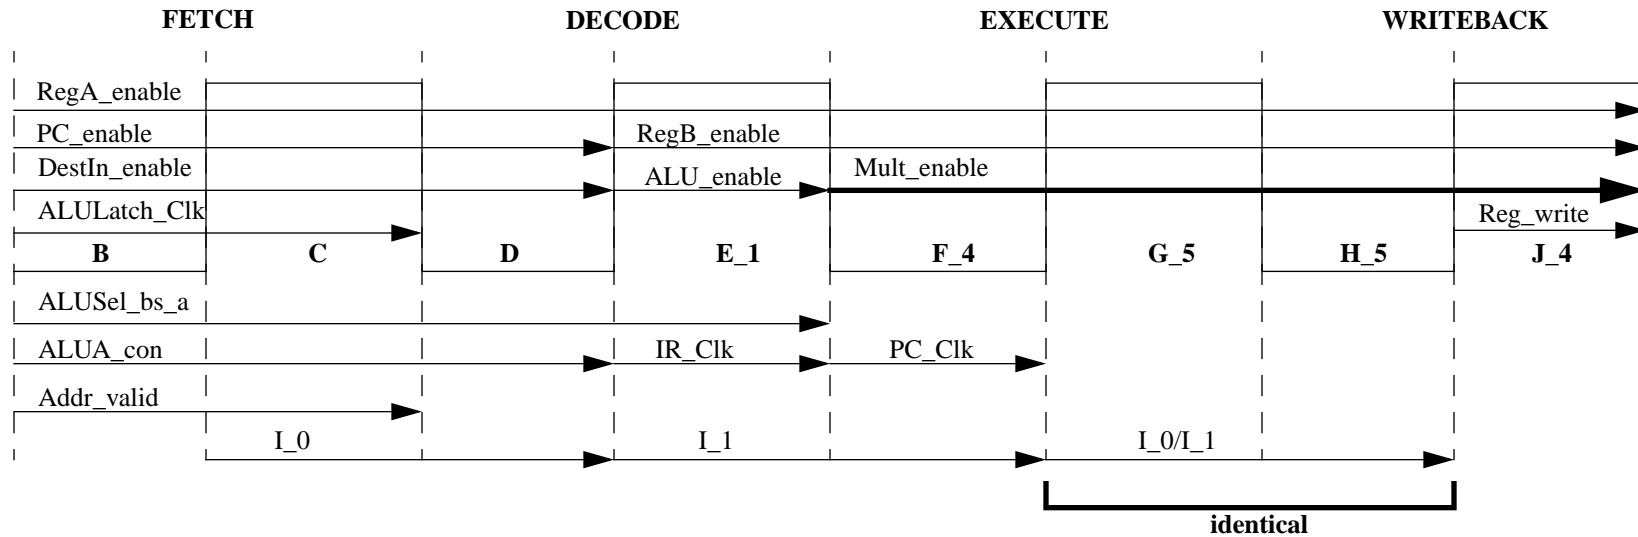 FETCH DECODE EXECUTE WRITEBACK
RegA_enable
PC_enable RegB_enable
DestIn_enable ALU_enable Mult_enable
ALULatch_Clk Reg_write
B C D E_1 F_4 G_5 H_5 J_4
ALUSel_bs_a
ALUA_con IR_Clk PC_Clk
Addr_valid
I_0 I_1 I_0/I_1
identical